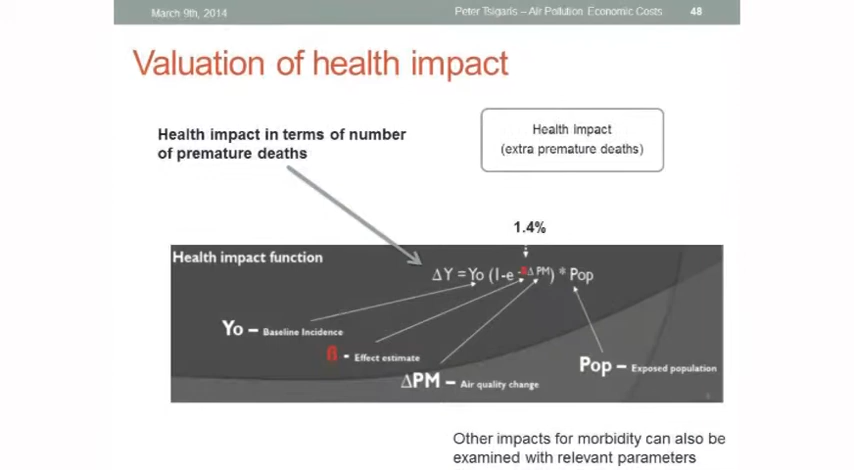 March 9th, 2014
Peter Tsigaris – Air Pollution Economic Costs 48
Valuation of health impact
Health impact in terms of number
of premature deaths
Health Impact
(extra premature deaths)
1.4%
Health impact function
ΔY = Yo (1-e -β Δ PM) * Pop
Yo – Baseline Incidence
β - Effect estimate
ΔPM – Air quality change
Pop – Exposed population
Other impacts for morbidity can also be
examined with relevant parameters